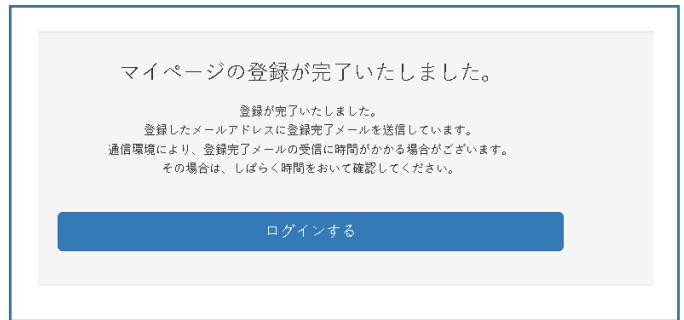 マイページの登録が完了いたしました。
登録が完了いたしました。
登録したメールアドレスに登録完了メールを送信しています。
通信環境により、登録完了メールの受信に時間がかかる場合がございます。
その場合は、しばらく時間をおいて確認してください。
ログインする